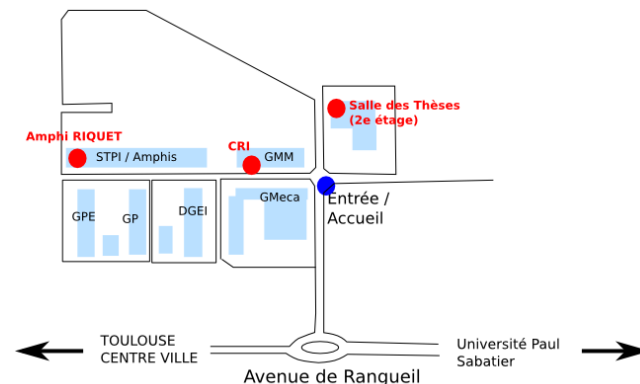 Salle des Thèses
(2e étage)
Amphi RIQUET
CRI
STPI / Amphis
GMM
GPE
GP
DGEI
GMeca
Entrée /
Accueil
TOULOUSE
CENTRE VILLE
Université Paul
Sabatier
Avenue de Rangueil